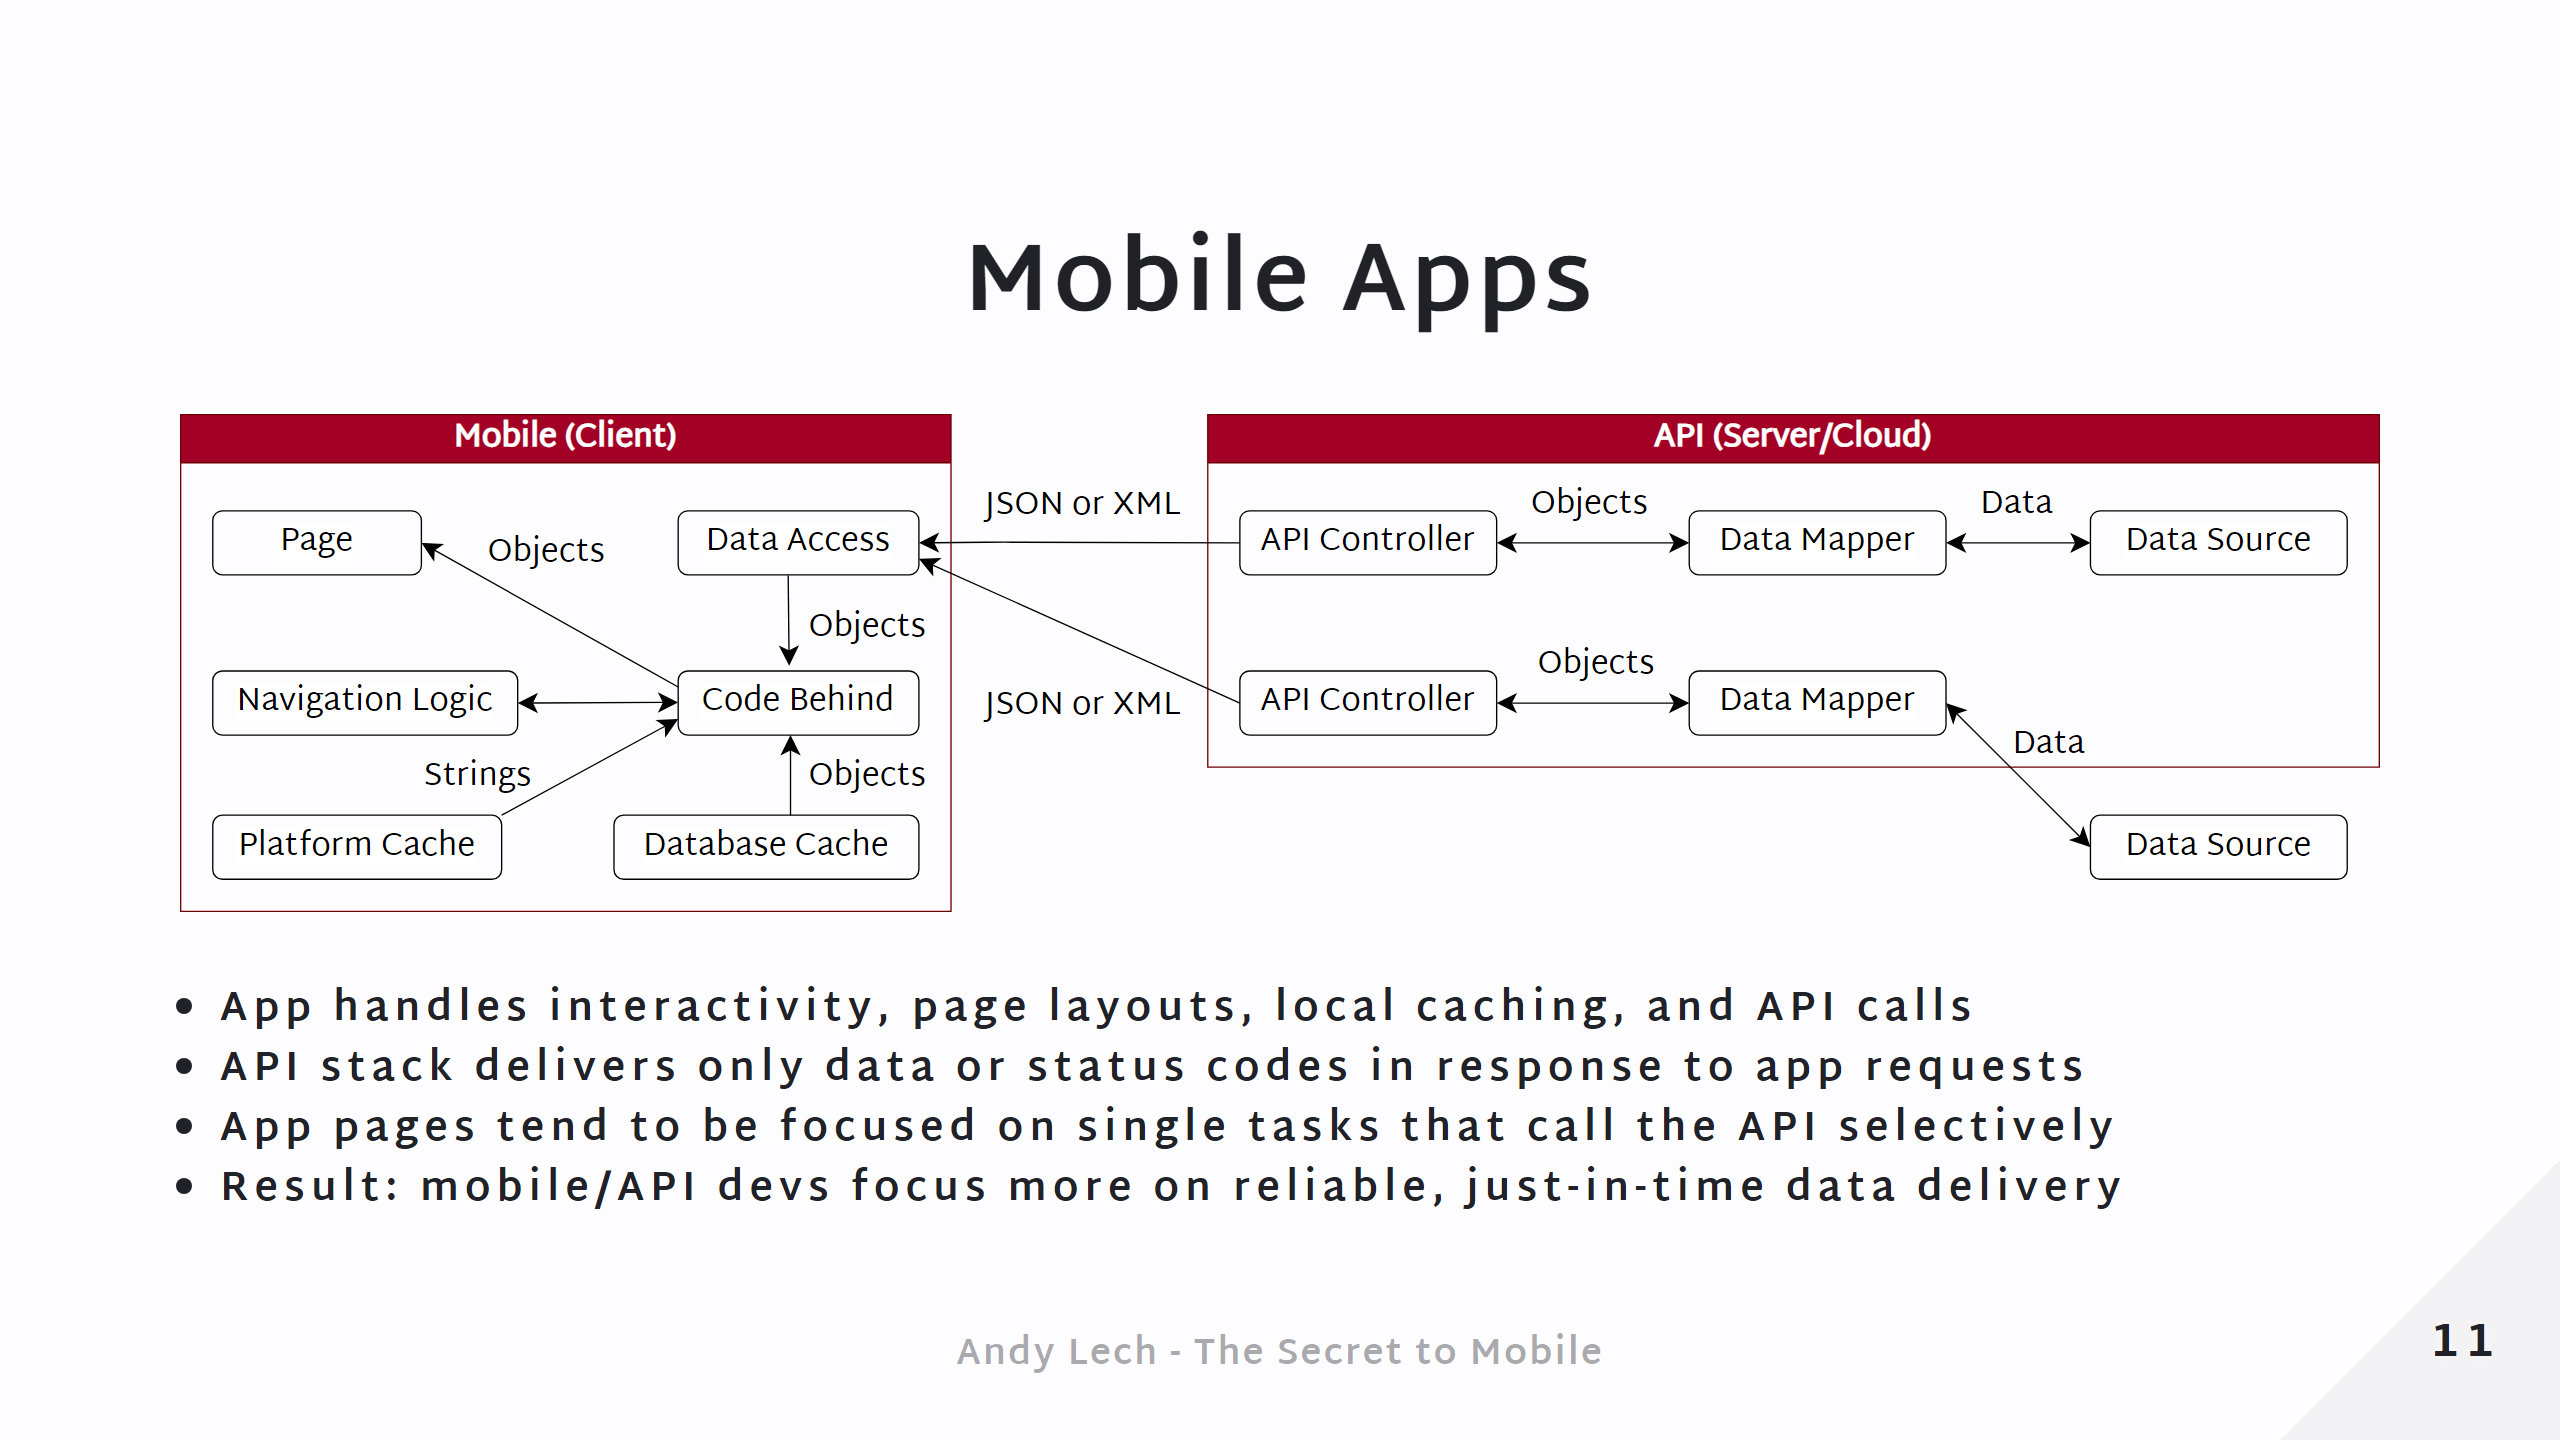 Mobile Apps
Mobile (Client)
API (Server/Cloud)
JSON or XML
Objects
Data
Page
Objects
Data Access
API Controller
Data Mapper
Data Source
Objects
Objects
Navigation Logic
Code Behind
JSON or XML
API Controller
Data Mapper
Data
Strings
Objects
Platform Cache
Database Cache
Data Source
• App handles interactivity, page layouts, local caching, and API calls
• API stack delivers only data or status codes in response to app requests
• App pages tend to be focused on single tasks that call the API selectively
• Result: mobile/API devs focus more on reliable, just-in-time data delivery
Andy Lech - The Secret to Mobile
11